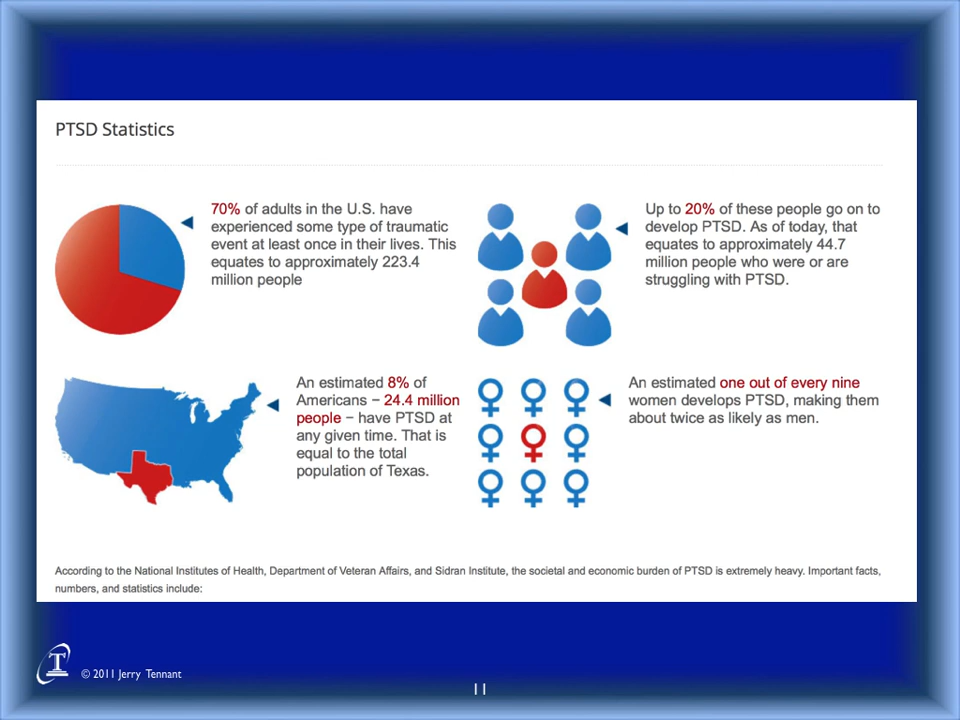 PTSD Statistics
70% of adults in the U.S. have
experienced some type of traumatic
event at least once in their lives. This
equates to approximately 223.4
million people
Up to 20% of these people go on to
develop PTSD. As of today, that
equates to approximately 44.7
million people who were or are
struggling with PTSD.
An estimated 8% of
Americans − 24.4 million
people − have PTSD at
any given time. That is
equal to the total
population of Texas.
An estimated one out of every nine
women develops PTSD, making them
about twice as likely as men.
According to the National Institutes of Health, Department of Veteran Affairs, and Sidran Institute, the societal and economic burden of PTSD is extremely heavy. Important facts,
numbers, and statistics include:
T
© 2011 Jerry Tennant
11